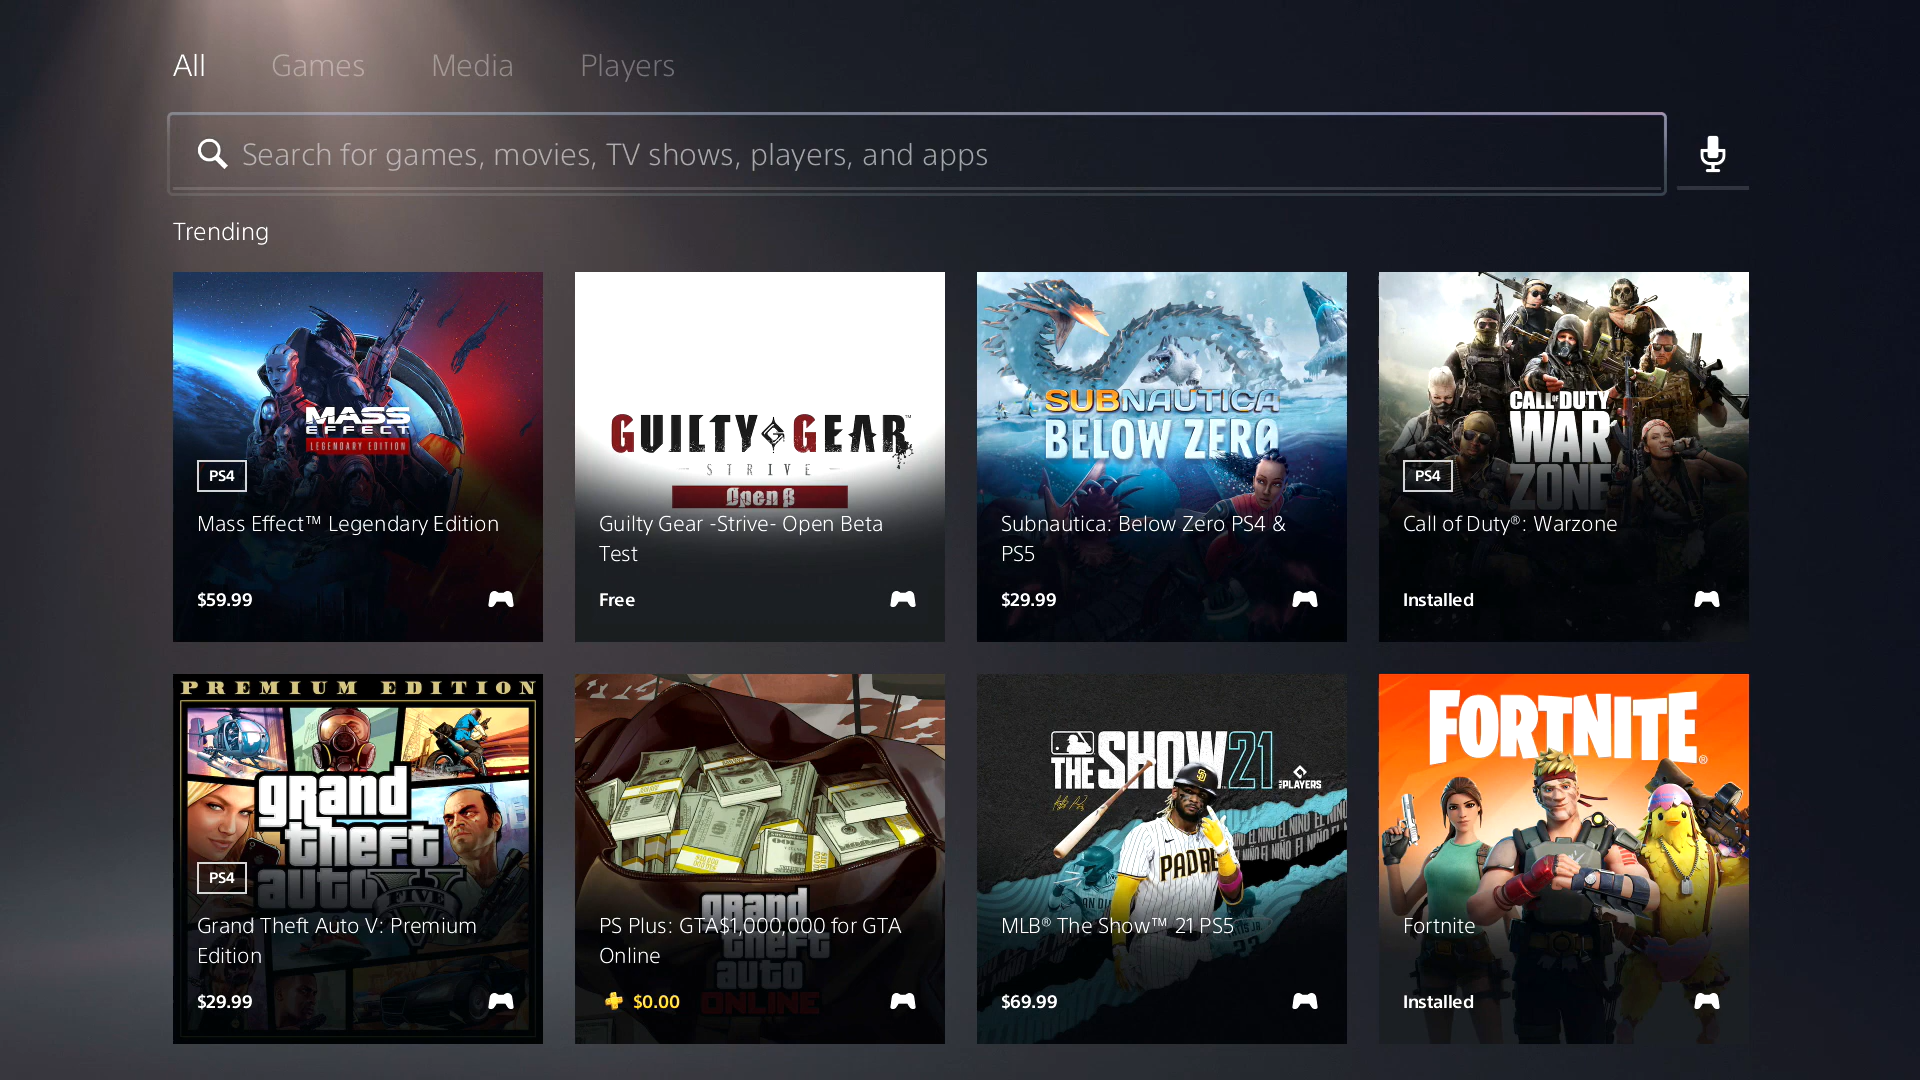 All Games Media Players
Search for games, movies, TV shows, players, and apps
Trending
MASS
EFFECT
LEGENDARY EDITION
PS4
Mass Effect™ Legendary Edition
$59.99
GUILTY GEAR™
STRIVE
Open β
Guilty Gear -Strive- Open Beta
Test
Free
SUBNAUTICA
BELOW ZERO
Subnautica: Below Zero PS4 &
PS5
$29.99
CALL OF DUTY
WAR
ZONE
PS4
Call of Duty®: Warzone
Installed
PREMIUM EDITION
grand
theft
auto
FIVE
PS4
Grand Theft Auto V: Premium
Edition
$29.99
grand
theft
auto
ONLINE
PS Plus: GTA$1,000,000 for GTA
Online
$0.00
THE SHOW 21
PLAYERS
PADRE
MLB® The Show™ 21 PS5
$69.99
FORTNITE®
Fortnite
Installed